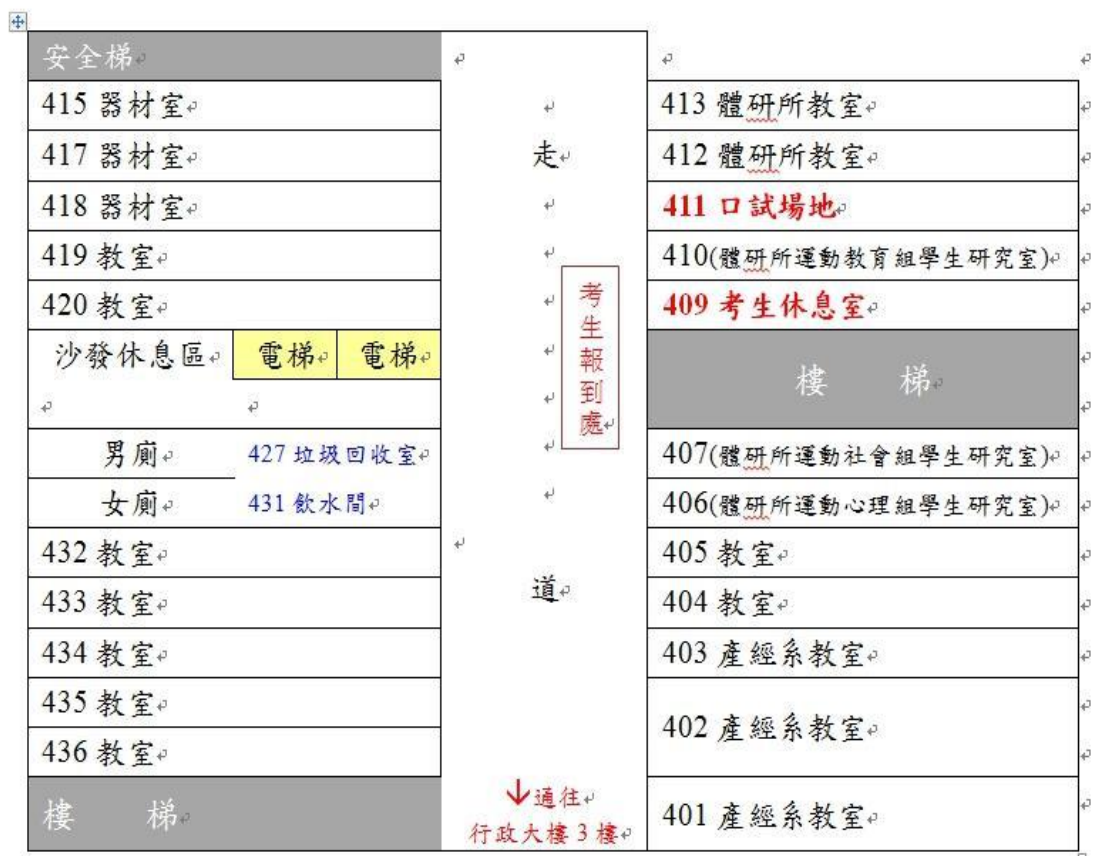 安全梯
415 器材室
417 器材室
418 器材室
419 教室
420 教室
沙發休息區 電梯 電梯
男廁 427 垃圾回收室
女廁 431 飲水間
432 教室
433 教室
434 教室
435 教室
436 教室
樓 梯
走
道
考生報到處
↓通往
行政大樓 3 樓
413 體研所教室
412 體研所教室
411 口試場地
410(體研所運動教育組學生研究室)
409 考生休息室
樓 梯
407(體研所運動社會組學生研究室)
406(體研所運動心理組學生研究室)
405 教室
404 教室
403 產經系教室
402 產經系教室
401 產經系教室